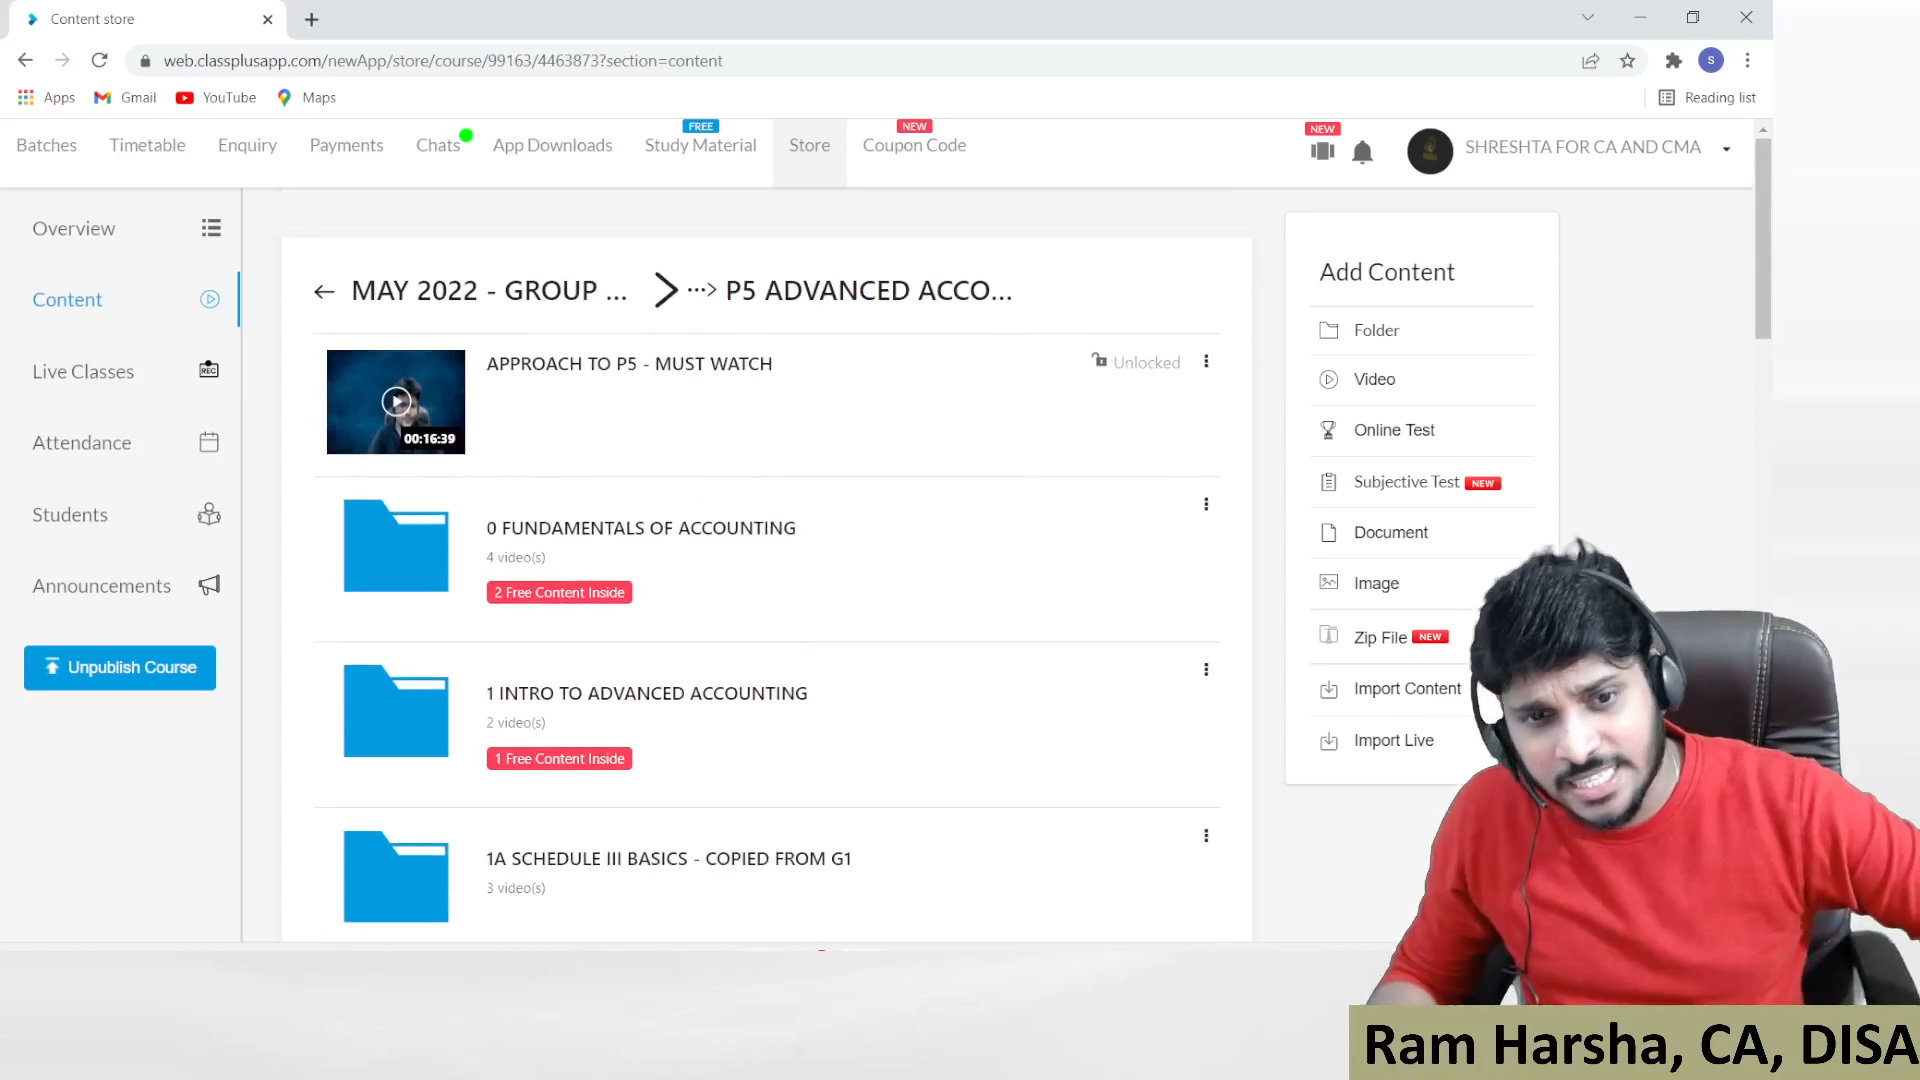 Content store
web.classplusapp.com/newApp/store/course/99163/4463873?section=content
S
Apps
Gmail
YouTube
Maps
Reading list
Batches
Timetable
Enquiry
Payments
Chats
App Downloads
FREE
Study Material
Store
NEW
Coupon Code
NEW
SHRESHTA FOR CA AND CMA
Overview
Content
Live Classes
REC
Attendance
Students
Announcements
Unpublish Course
MAY 2022 - GROUP ...
P5 ADVANCED ACCO...
00:16:39
APPROACH TO P5 - MUST WATCH
Unlocked
0 FUNDAMENTALS OF ACCOUNTING
4 video(s)
2 Free Content Inside
1 INTRO TO ADVANCED ACCOUNTING
2 video(s)
1 Free Content Inside
1A SCHEDULE III BASICS - COPIED FROM G1
3 video(s)
Add Content
Folder
Video
Online Test
Subjective Test NEW
Document
Image
Zip File NEW
Import Content
Import Live
Ram Harsha, CA, DISA